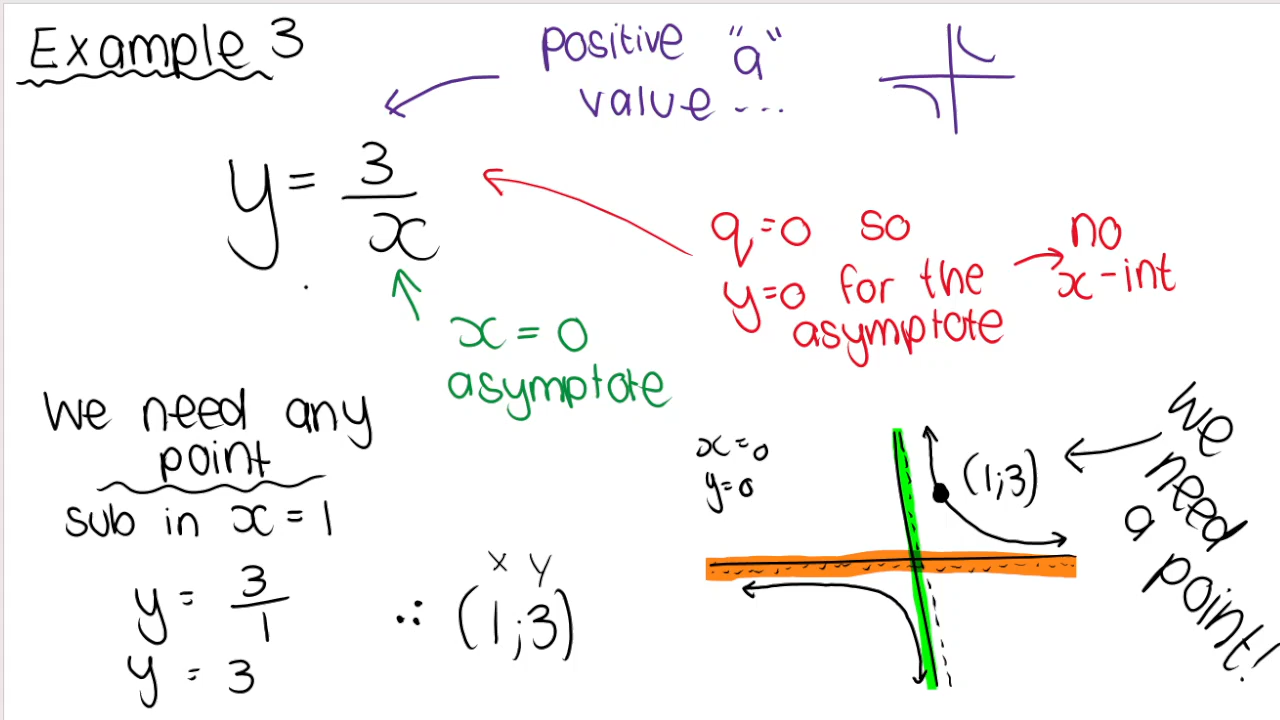 Example 3
positive "a"
value ...
y = 3/x
q=0 so
y=0 for the
asymptote
no
x-int
x = 0
asymptote
we need any
point
sub in x = 1
y = 3/1
y = 3
x y
∴ (1;3)
x=0
y=0
(1;3)
we
need
a
point!